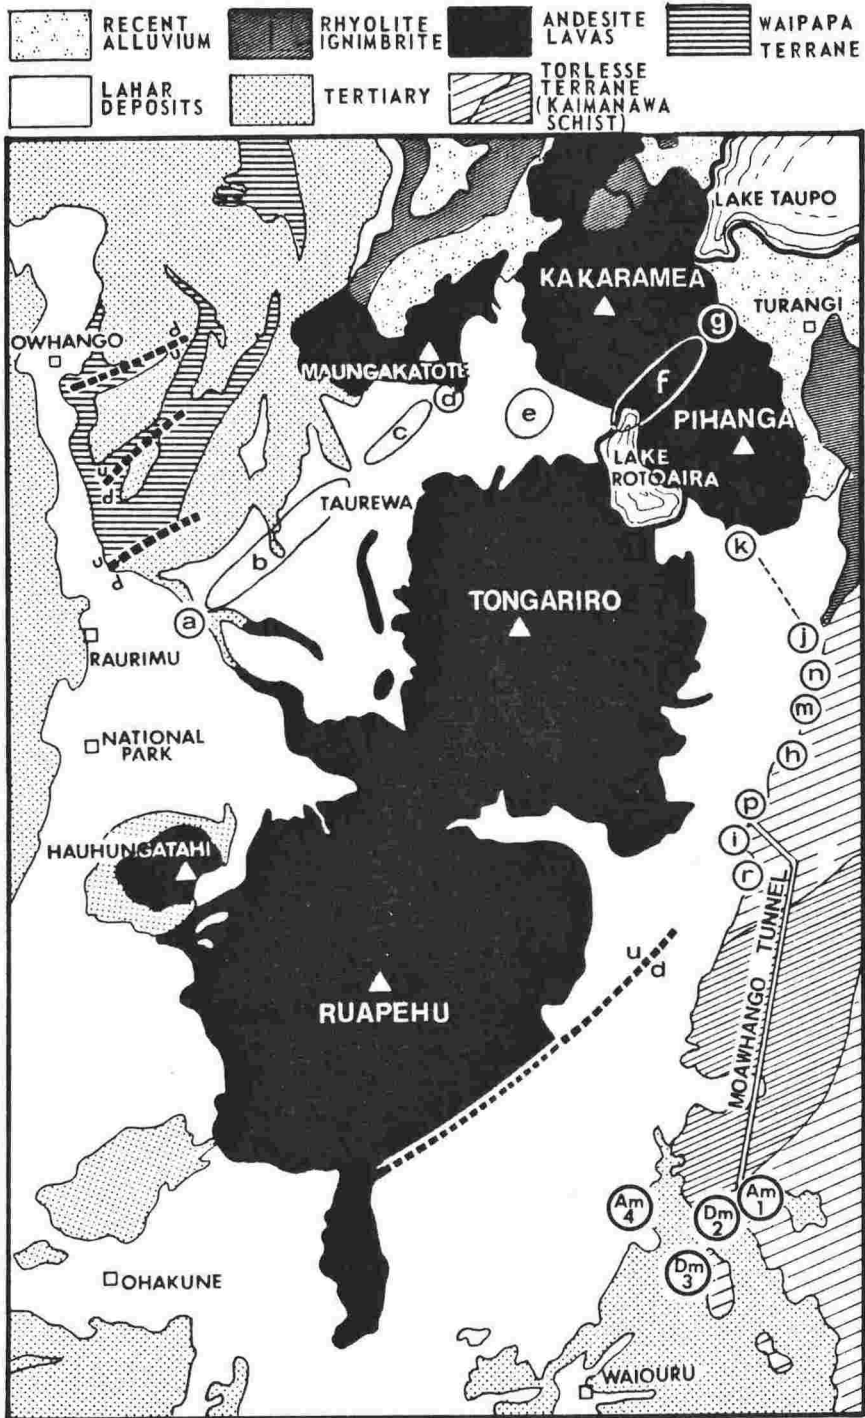 RECENT
ALLUVIUM
RHYOLITE
IGNIMBRITE
ANDESITE
LAVAS
WAIPAPA
TERRANE
LAHAR
DEPOSITS
TERTIARY
TORLESSE
TERRANE
(KAIMANAWA
SCHIST)
LAKE TAUPO
KAKARAMEA
TURANGI
OWHANGO
d
u
g
MAUNGAKATOTE
d
f
c
e
PIHANGA
u
d
LAKE
ROTOAIRA
TAUREWA
b
u
d
k
a
TONGARIRO
j
RAURIMU
n
m
NATIONAL
PARK
h
p
HAUHUNGATAHI
i
r
MOAWHANGO TUNNEL
u
d
RUAPEHU
Am
1
Am
4
Dm
2
Dm
3
OHAKUNE
WAIOURU